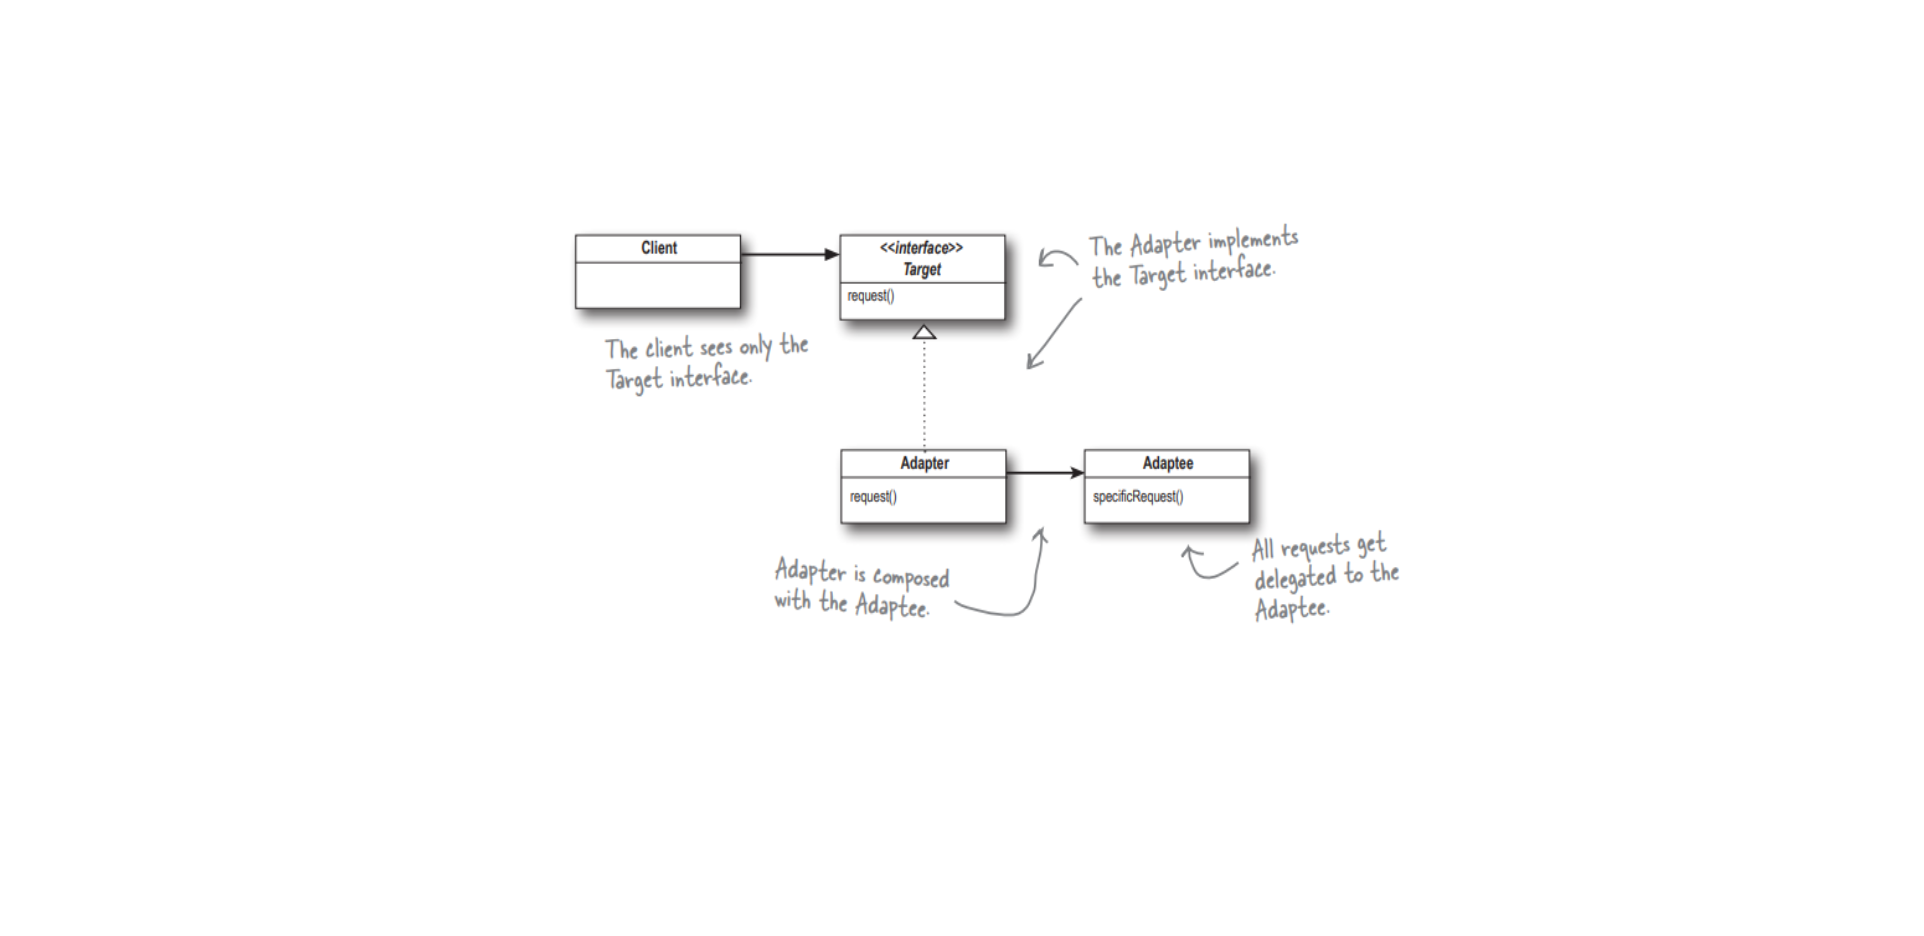 Client
<<interface>>
Target
request()
The Adapter implements
the Target interface.
The client sees only the
Target interface.
Adapter
request()
Adaptee
specificRequest()
Adapter is composed
with the Adaptee.
All requests get
delegated to the
Adaptee.